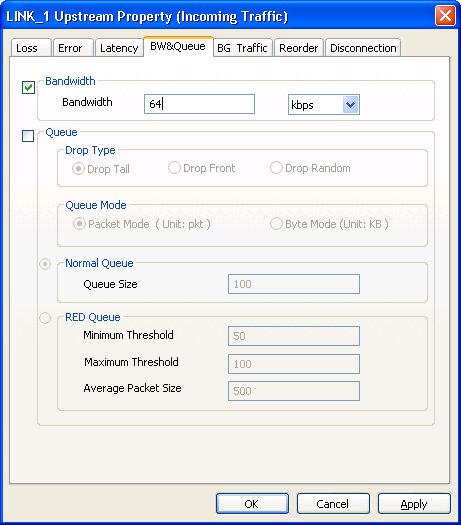 LINK_1 Upstream Property (Incoming Traffic)
Loss Error Latency BW&Queue BG Traffic Reorder Disconnection
Bandwidth
Bandwidth 64 kbps
Queue
Drop Type
Drop Tail Drop Front Drop Random
Queue Mode
Packet Mode ( Unit: pkt ) Byte Mode (Unit: KB )
Normal Queue
Queue Size 100
RED Queue
Minimum Threshold 50
Maximum Threshold 100
Average Packet Size 500
OK Cancel Apply